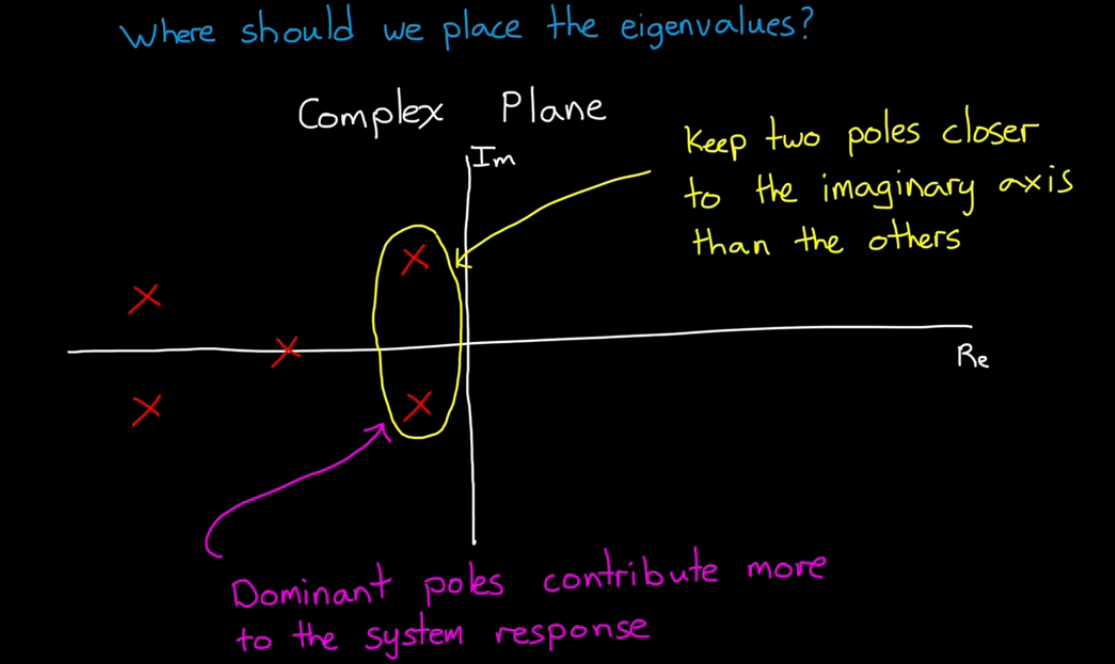 Where should we place the eigenvalues?
Complex Plane
Im
Keep two poles closer
to the imaginary axis
than the others
Re
Dominant poles contribute more
to the system response